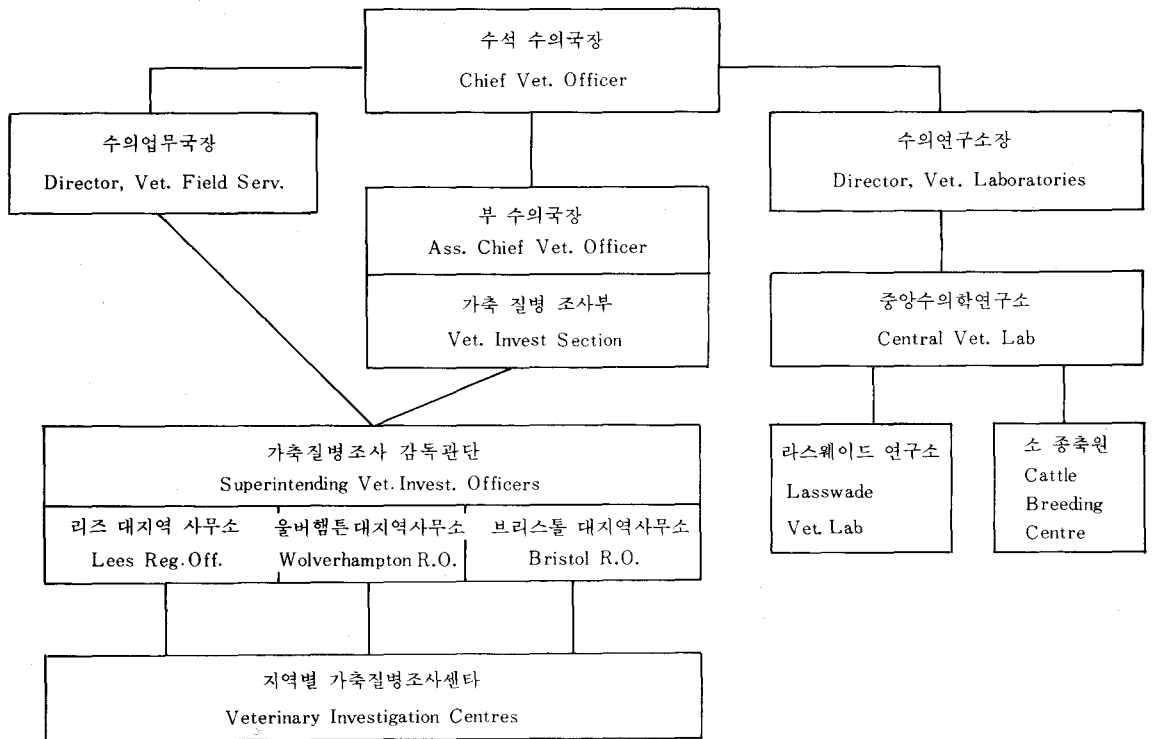 수석 수의국장
Chief Vet. Officer
수의업무국장
Director, Vet. Field Serv.
수의연구소장
Director, Vet. Laboratories
부 수의국장
Ass. Chief Vet. Officer
가축 질병 조사부
Vet. Invest Section
중앙수의학연구소
Central Vet. Lab
가축질병조사 감독관단
Superintending Vet. Invest. Officers
리즈 대지역 사무소
Lees Reg. Off.
울버햄튼 대지역사무소
Wolverhampton R.O.
브리스톨 대지역사무소
Bristol R.O.
라스웨이드 연구소
Lasswade
Vet. Lab
소 종축원
Cattle
Breeding
Centre
지역별 가축질병조사센타
Veterinary Investigation Centres